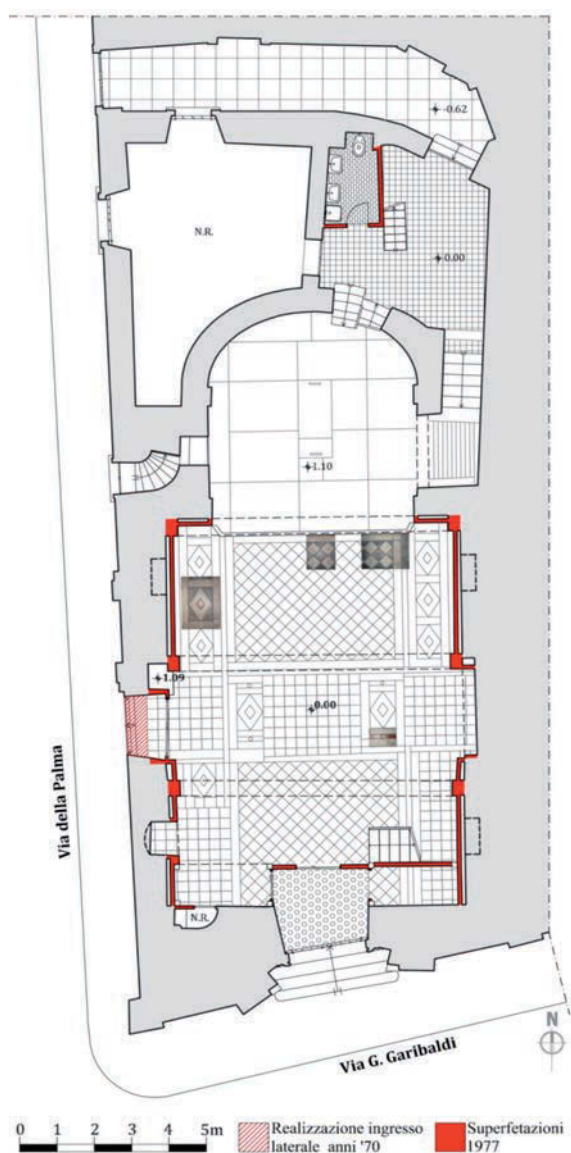 -0.62
N.R.
0.00
1.10
1.09
0.00
Via della Palma
N.R.
N
Via G. Garibaldi
0 1 2 3 4 5m
Realizzazione ingresso
laterale anni '70
Superfetazioni
1977